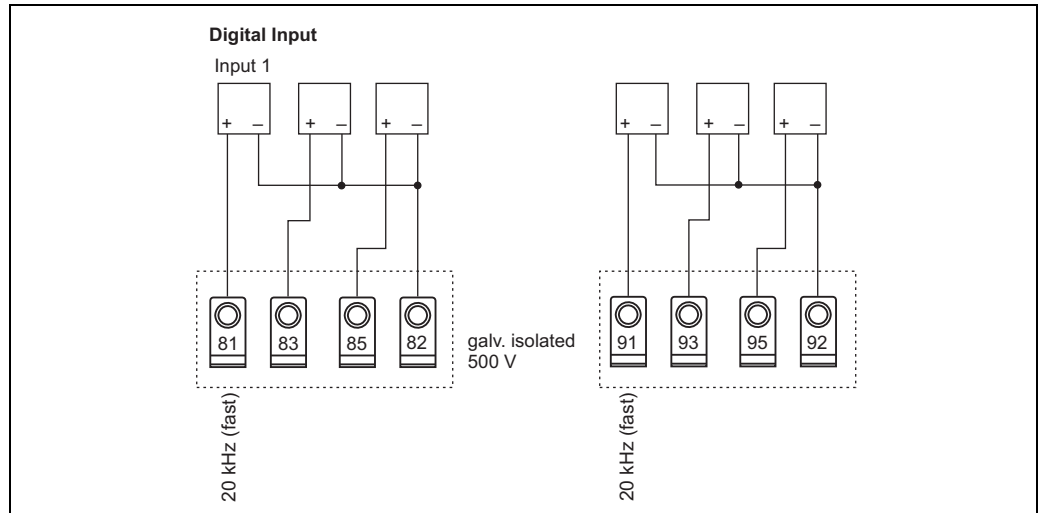 Digital Input
Input 1
+ – + – + –
+ – + – + –
81 83 85 82
galv. isolated
500 V
91 93 95 92
20 kHz (fast)
20 kHz (fast)